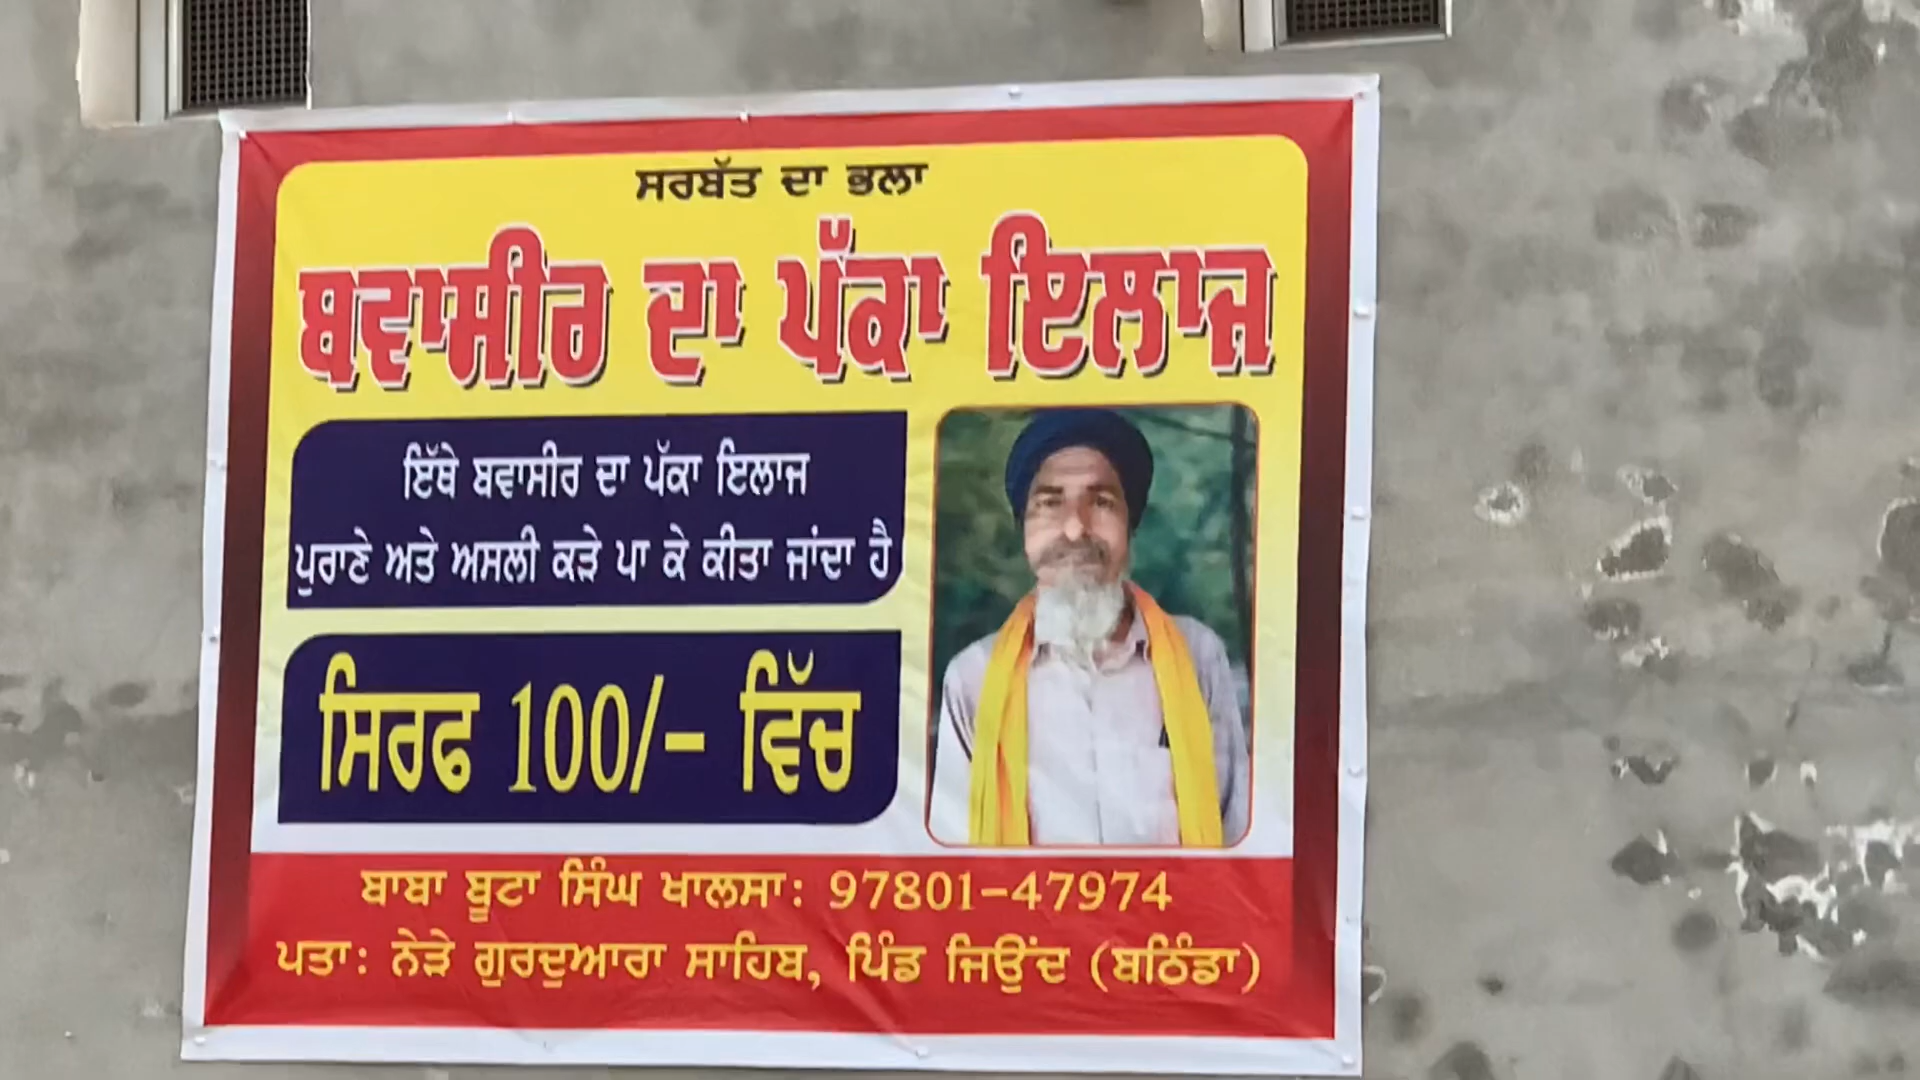 ਸਰਬੱਤ ਦਾ ਭਲਾ
ਬਵਾਸੀਰ ਦਾ ਪੱਕਾ ਇਲਾਜ
ਇੱਥੇ ਬਵਾਸੀਰ ਦਾ ਪੱਕਾ ਇਲਾਜ
ਪੁਰਾਣੇ ਅਤੇ ਅਸਲੀ ਕੜੇ ਪਾ ਕੇ ਕੀਤਾ ਜਾਂਦਾ ਹੈ
ਸਿਰਫ 100/- ਵਿੱਚ
ਬਾਬਾ ਬੂਟਾ ਸਿੰਘ ਖਾਲਸਾ: 97801-47974
ਪਤਾ: ਨੇੜੇ ਗੁਰਦੁਆਰਾ ਸਾਹਿਬ, ਪਿੰਡ ਜਿਉਂਦ (ਬਠਿੰਡਾ)